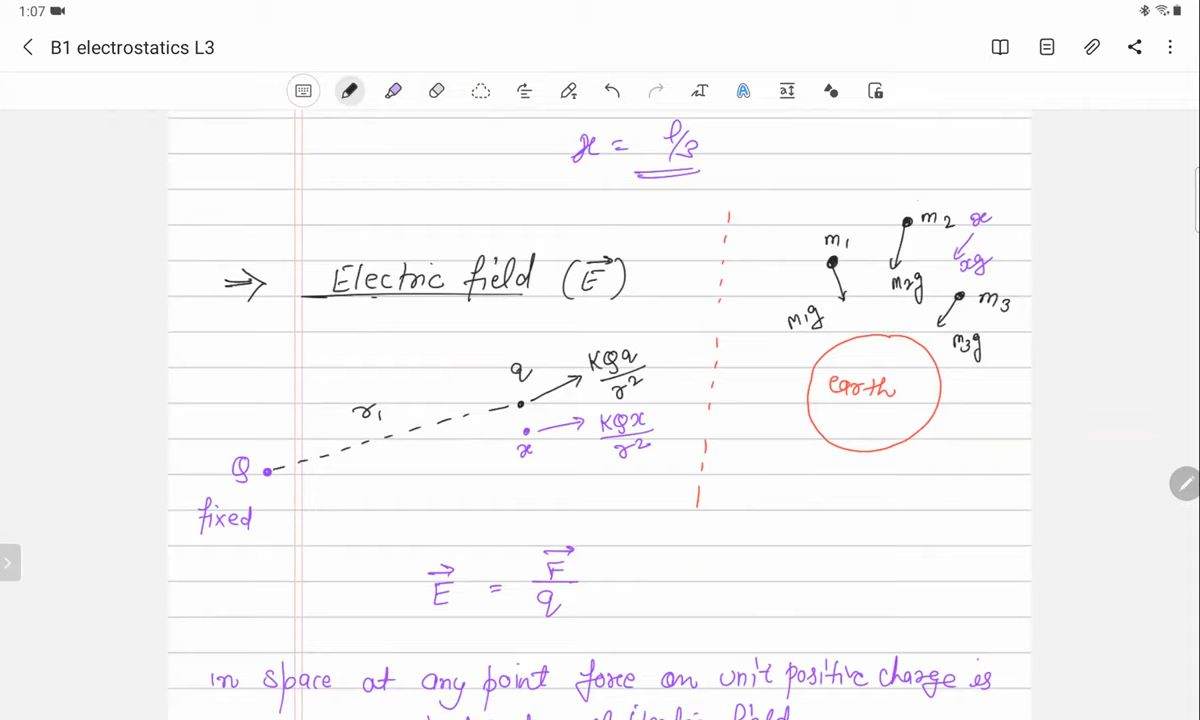 1:07
B1 electrostatics L3
x = l/3
m1
m1g
m2
m2g
x
xg
m3
m3g
earth
⇒ Electric field (E⃗)
q
KQq/r²
r1
x
KQx/r²
Q
fixed
E⃗ = F⃗/q
in space at any point force on unit positive charge is